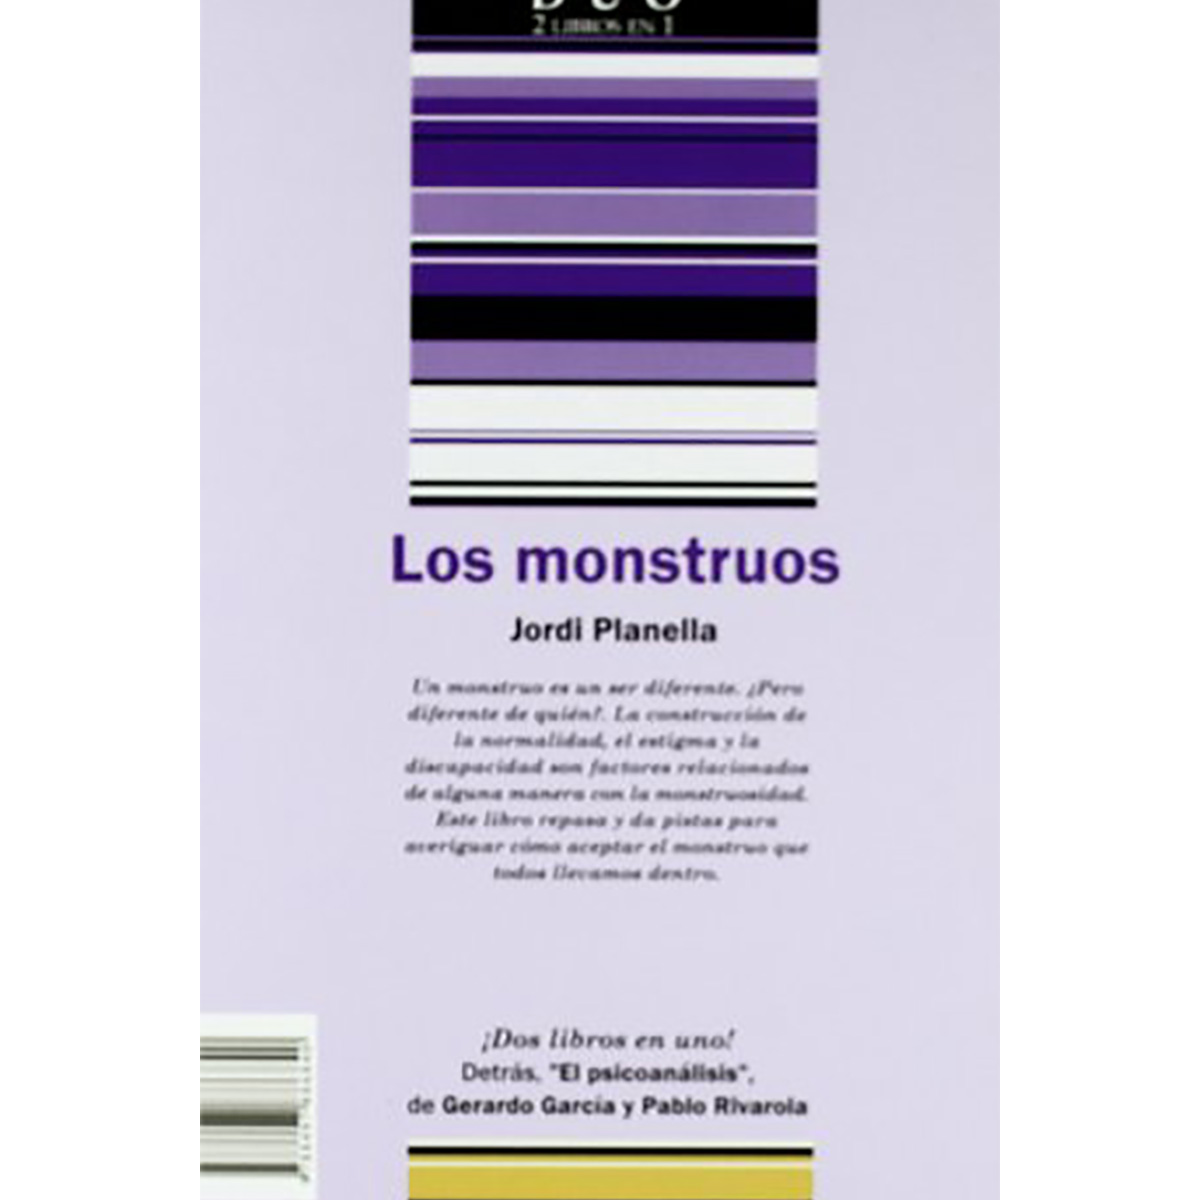 DUO
2 LIBROS EN 1
Los monstruos
Jordi Planella
Un monstruo es un ser diferente. ¿Pero
diferente de quién?. La construcción de
la normalidad, el estigma y la
discapacidad son factores relacionados
de alguna manera con la monstruosidad.
Este libro repasa y da pistas para
averiguar cómo aceptar el monstruo que
todos llevamos dentro.
¡Dos libros en uno!
Detrás, "El psicoanálisis",
de Gerardo García y Pablo Rivarola